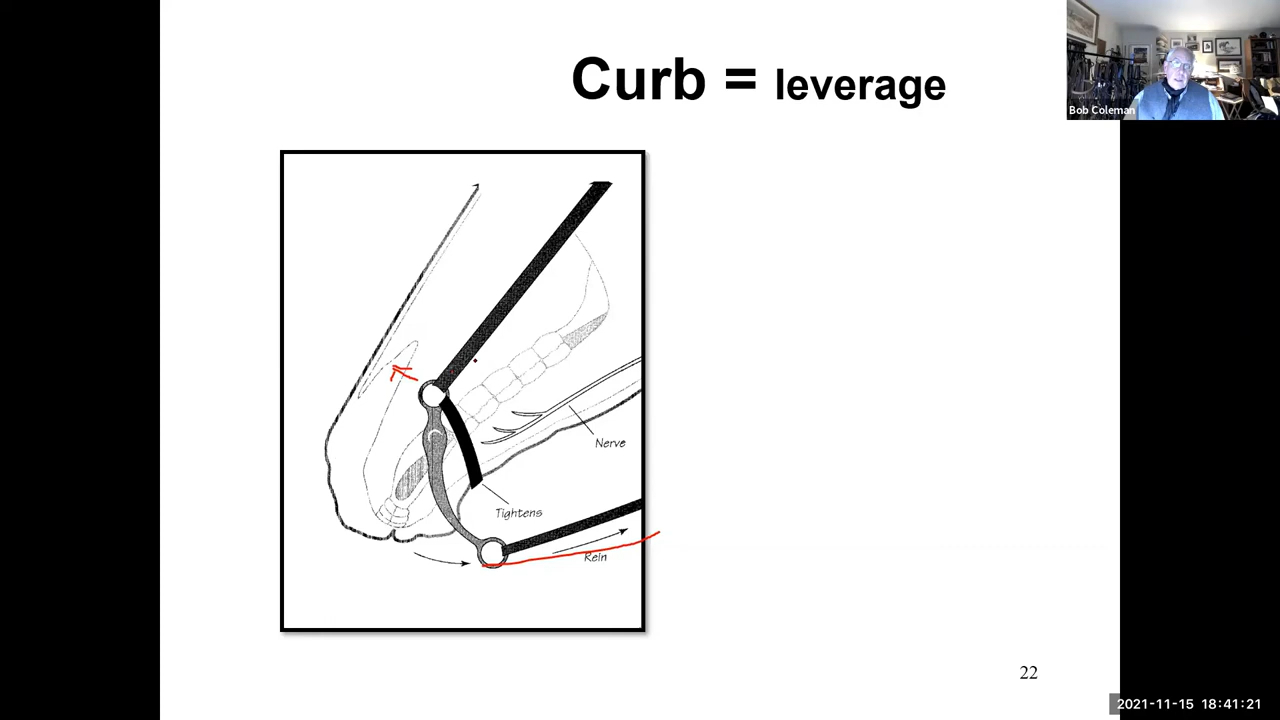 Curb = leverage
Bob Coleman
Nerve
Tightens
Rein
22
2021-11-15 18:41:21